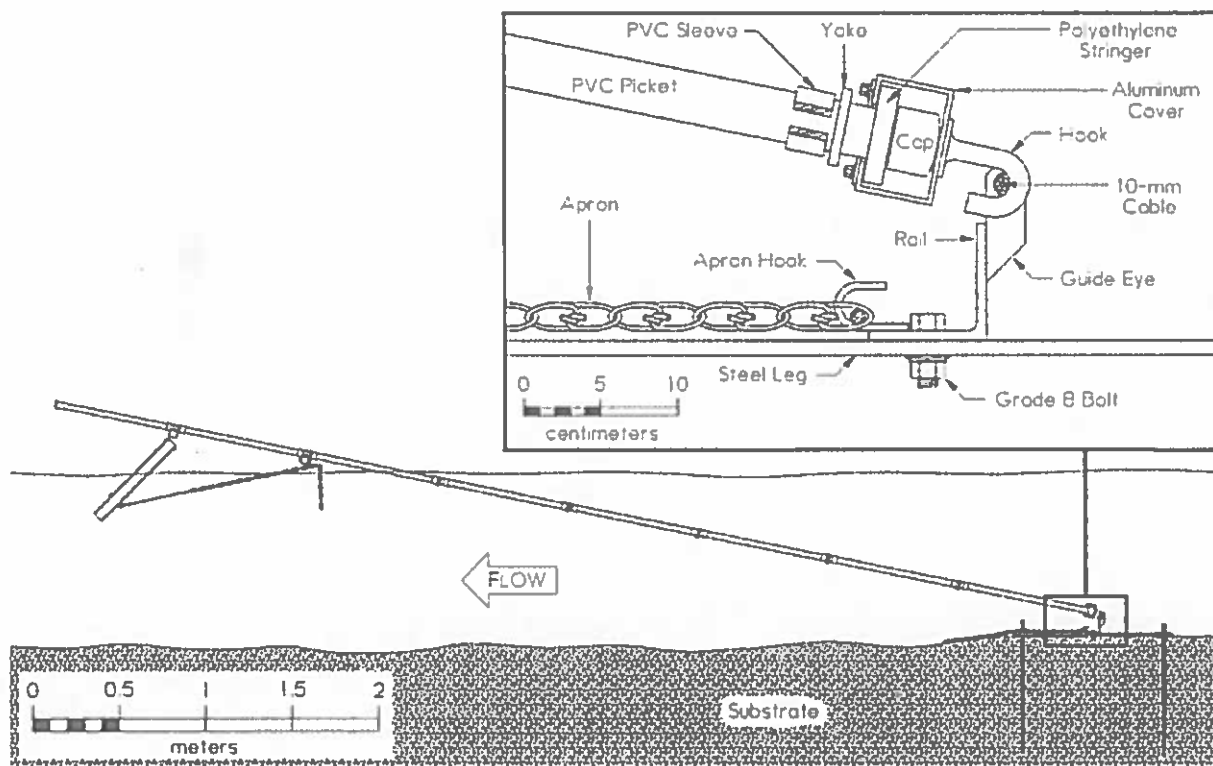 PVC Sleeve
Yoke
Polyethylene
Stringer
PVC Picket
Aluminum
Cover
Cap
Hook
10-mm
Cable
Apron
Rail
Apron Hook
Guide Eye
Steel Leg
0 5 10
Grade 8 Bolt
centimeters
FLOW
0 0.5 1 1.5 2
meters
Substrate